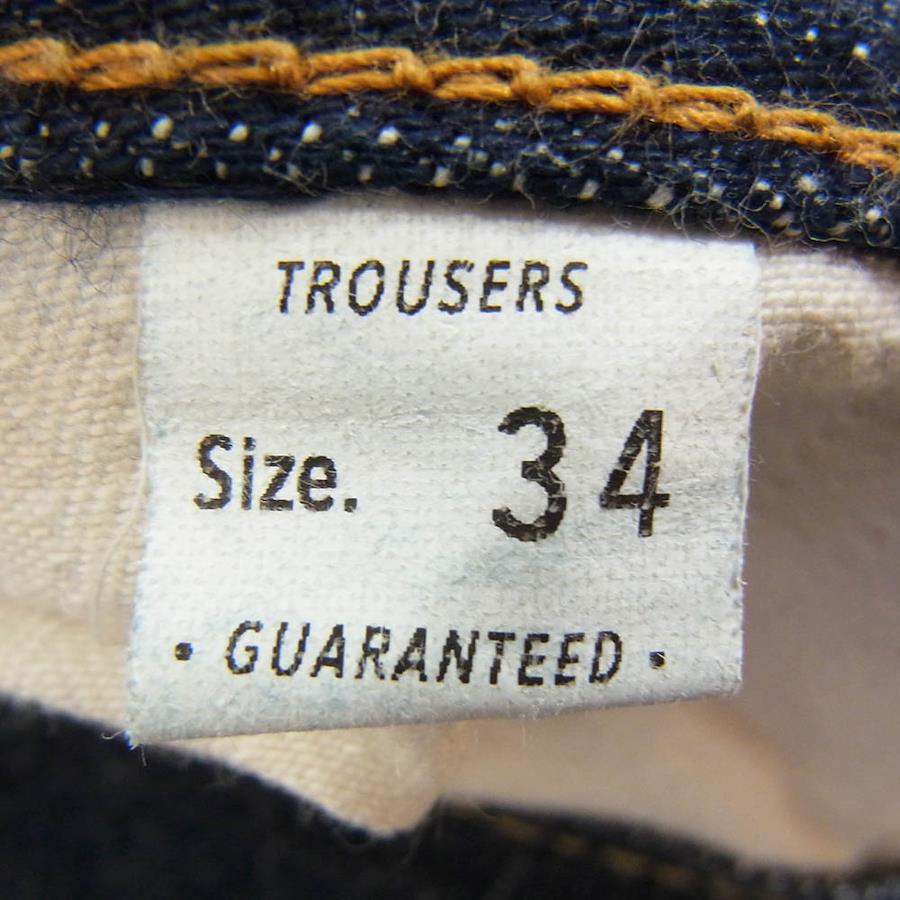 TROUSERS
Size. 34
• GUARANTEED •